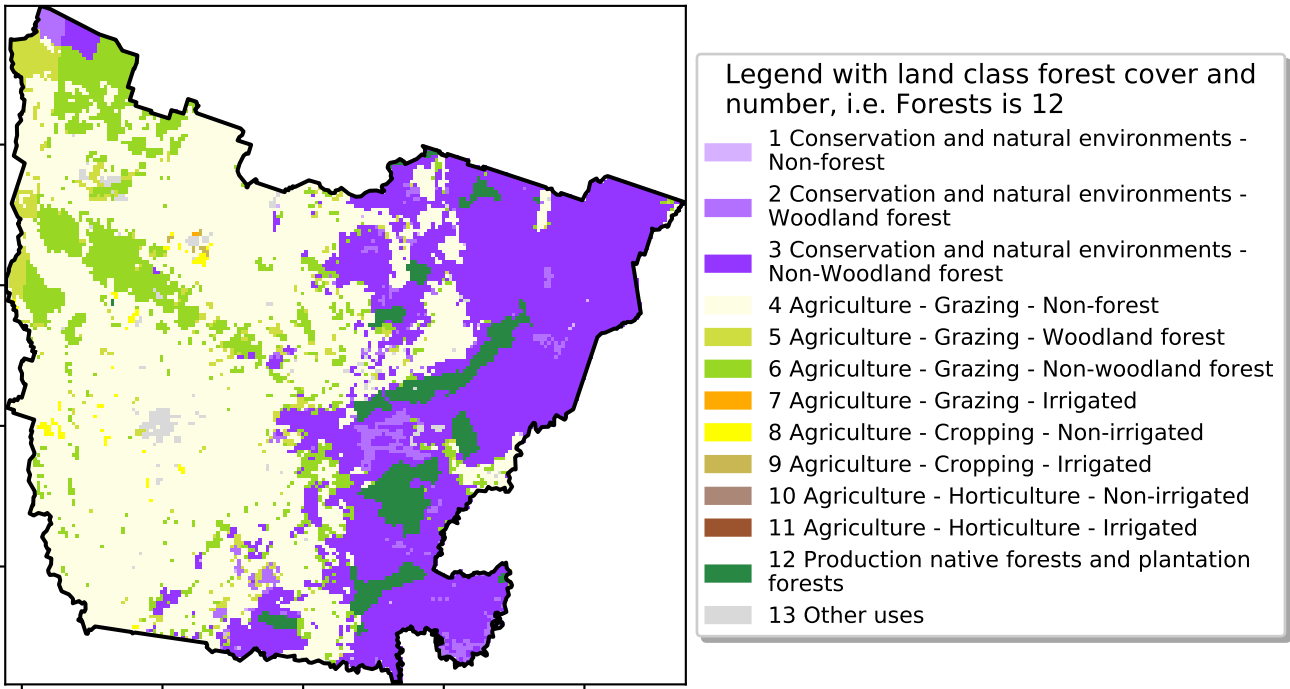 Legend with land class forest cover and
number, i.e. Forests is 12
1 Conservation and natural environments -
Non-forest
2 Conservation and natural environments -
Woodland forest
3 Conservation and natural environments -
Non-Woodland forest
4 Agriculture - Grazing - Non-forest
5 Agriculture - Grazing - Woodland forest
6 Agriculture - Grazing - Non-woodland forest
7 Agriculture - Grazing - Irrigated
8 Agriculture - Cropping - Non-irrigated
9 Agriculture - Cropping - Irrigated
10 Agriculture - Horticulture - Non-irrigated
11 Agriculture - Horticulture - Irrigated
12 Production native forests and plantation
forests
13 Other uses